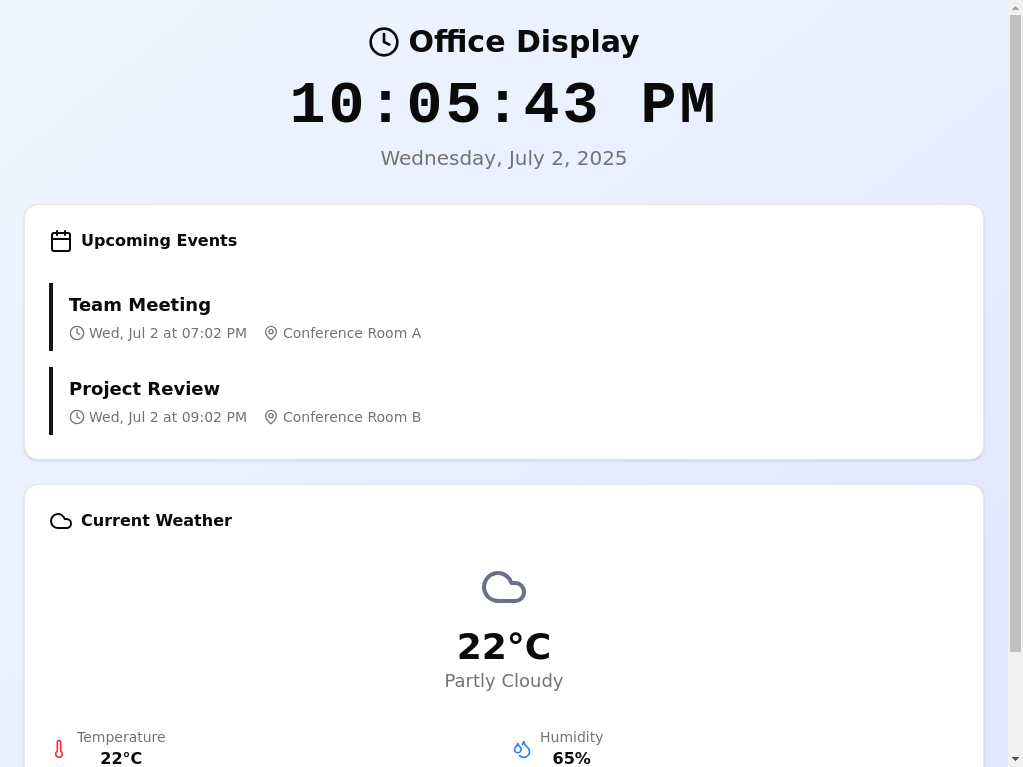 Office Display
10:05:43 PM
Wednesday, July 2, 2025
Upcoming Events
Team Meeting
Wed, Jul 2 at 07:02 PM Conference Room A
Project Review
Wed, Jul 2 at 09:02 PM Conference Room B
Current Weather
22°C
Partly Cloudy
Temperature Humidity
22°C 65%